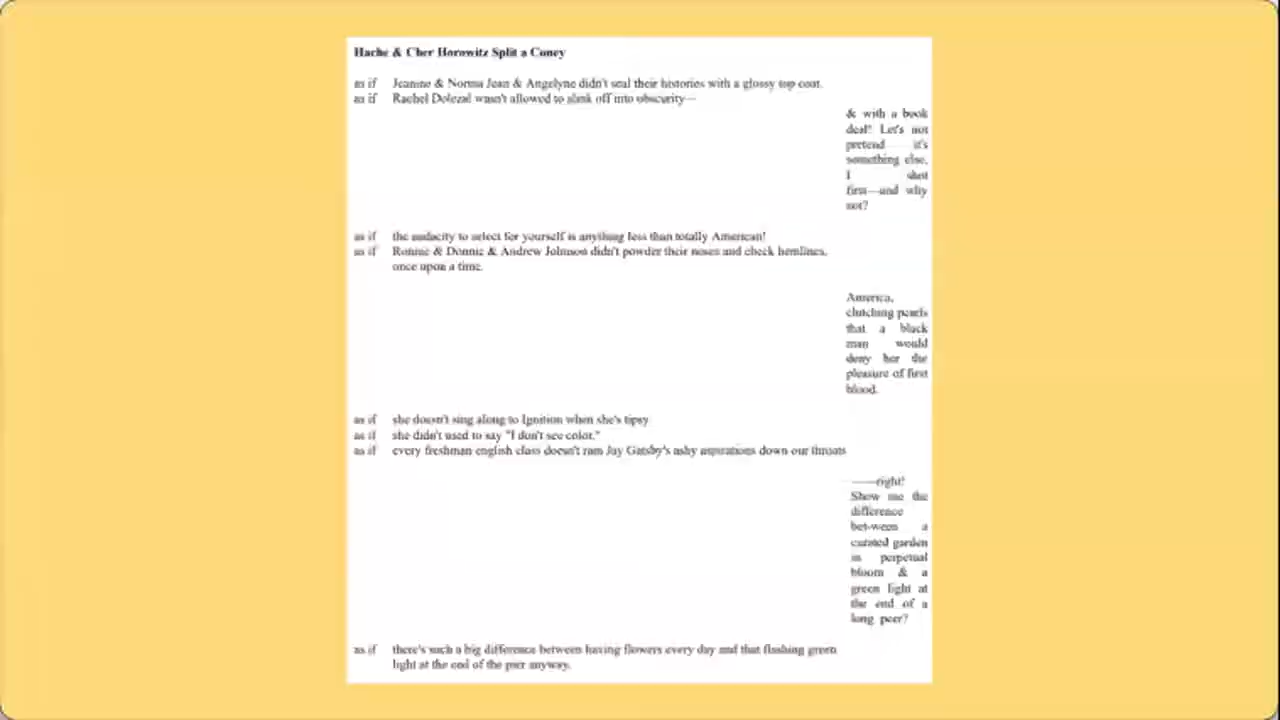 Hache & Cher Horowitz Split a Coney
as if Jeanine & Norma Jean & Angelyne didn't seal their histories with a glossy top coat.
as if Rachel Dolezal wasn't allowed to slink off into obscurity—
& with a book
deal! Let's not
pretend it's
something else,
I shot
first—and why
not?
as if the audacity to select for yourself is anything less than totally American!
as if Ronnie & Donnie & Andrew Johnson didn't powder their noses and check hemlines,
once upon a time.
America,
clutching pearls
that a black
man would
deny her the
pleasure of first
blood.
as if she doesn't sing along to Ignition when she's tipsy
as if she didn't used to say "I don't see color."
as if every freshman english class doesn't ram Jay Gatsby's ashy aspirations down our throats
——right!
Show me the
difference
bet-ween a
curated garden
in perpetual
bloom & a
green light at
the end of a
long peer?
as if there's such a big difference between having flowers every day and that flashing green
light at the end of the pier anyway.